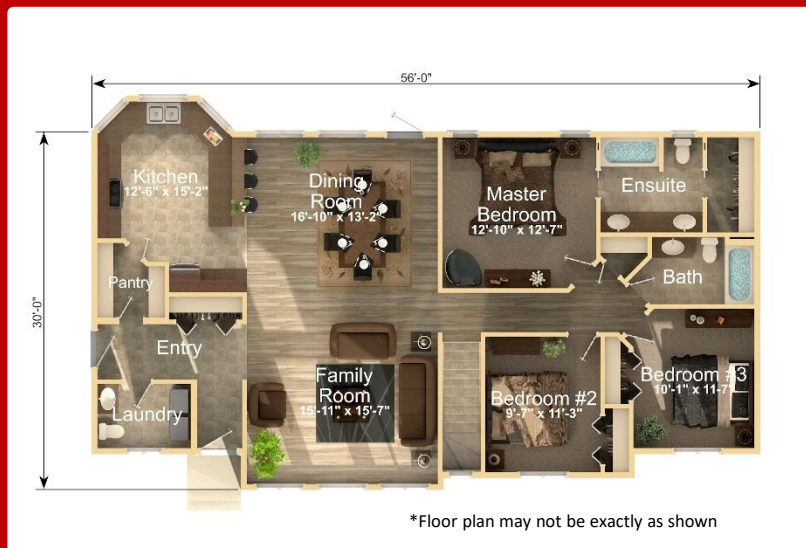 56'-0"
30'-0"
Kitchen
12'-6" x 15'-2"
Dining
Room
16'-10" x 13'-2"
Master
Bedroom
12'-10" x 12'-7"
Ensuite
Pantry
Bath
Entry
Family
Room
15'-11" x 15'-7"
Laundry
Bedroom #2
9'-7" x 11'-3"
Bedroom #3
10'-1" x 11'-7"
*Floor plan may not be exactly as shown